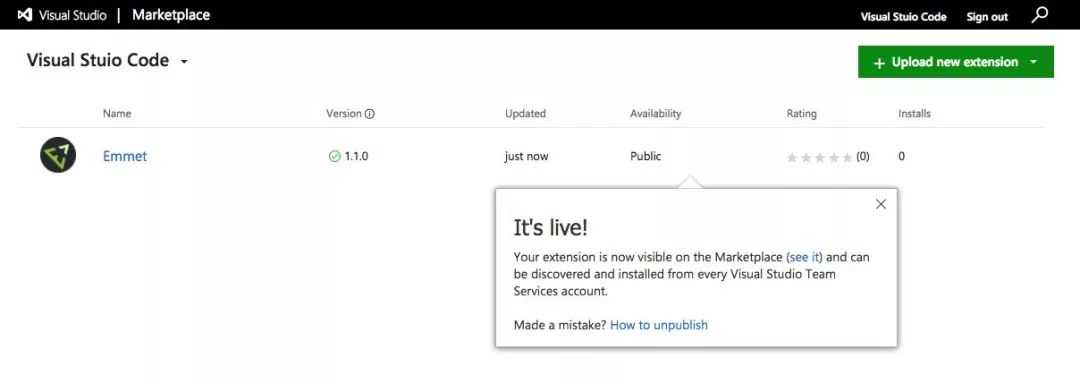 Visual Studio | Marketplace
Visual Stuio Code Sign out
Visual Stuio Code
+ Upload new extension
Name Version Updated Availability Rating Installs
Emmet 1.1.0 just now Public (0) 0
It's live!
Your extension is now visible on the Marketplace (see it) and can
be discovered and installed from every Visual Studio Team
Services account.
Made a mistake? How to unpublish